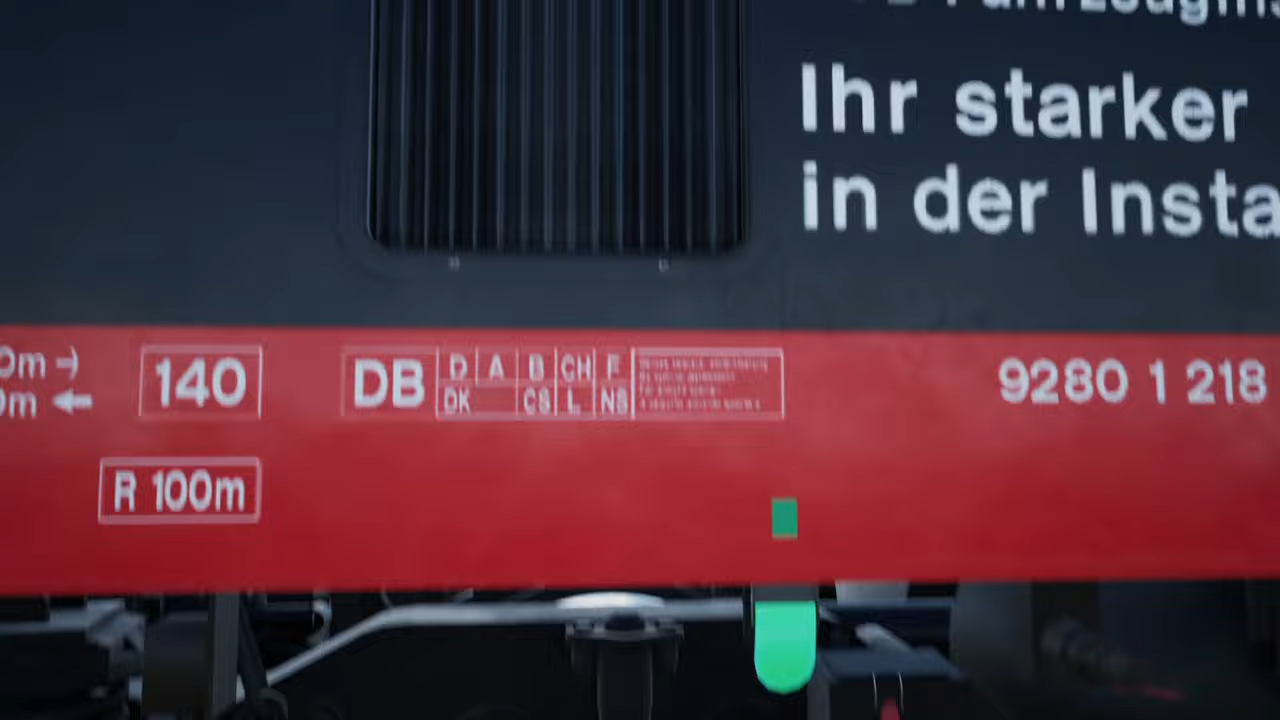 Ihr starker
in der Insta
0m →
140
DB
D A B CH F
DK CS L NS
9280 1 218
0m ←
R 100m